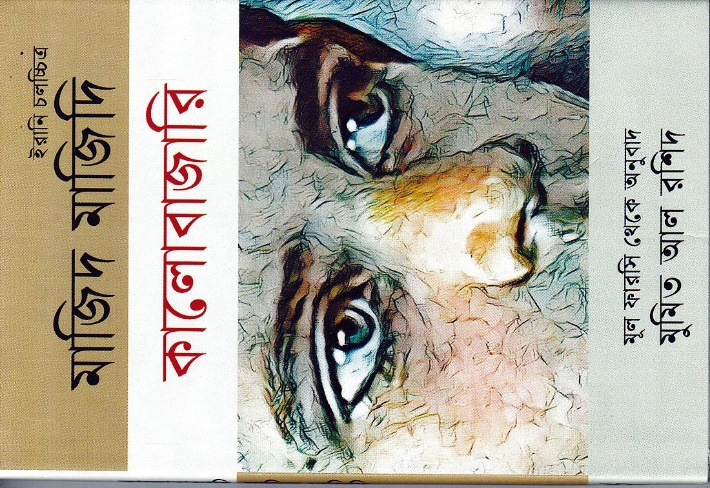 ইরানি চলচ্চিত্র
মাজিদ মাজিদি
কালোবাজারি
মূল ফারসি থেকে অনুবাদ
মুমিত আল রশিদ